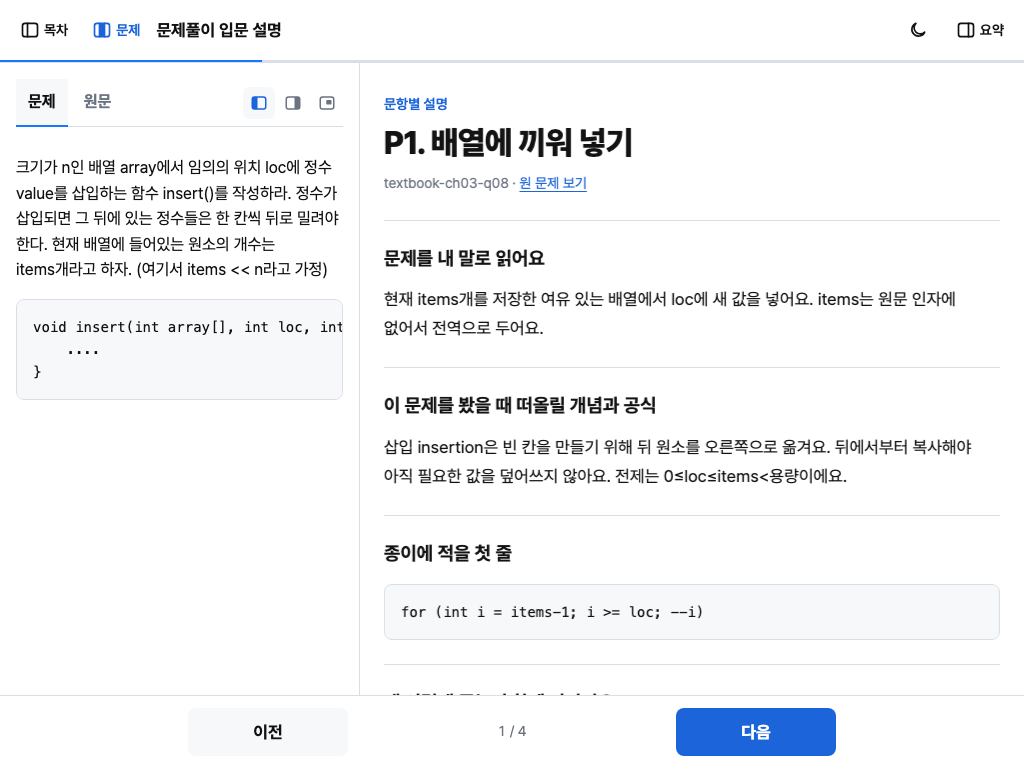 목차
문제
문제풀이 입문 설명
요약
문제
원문
크기가 n인 배열 array에서 임의의 위치 loc에 정수
value를 삽입하는 함수 insert()를 작성하라. 정수가
삽입되면 그 뒤에 있는 정수들은 한 칸씩 뒤로 밀려야
한다. 현재 배열에 들어있는 원소의 개수는
items개라고 하자. (여기서 items << n라고 가정)
void insert(int array[], int loc, int
....
}
문항별 설명
P1. 배열에 끼워 넣기
textbook-ch03-q08 · 원 문제 보기
문제를 내 말로 읽어요
현재 items개를 저장한 여유 있는 배열에서 loc에 새 값을 넣어요. items는 원문 인자에
없어서 전역으로 두어요.
이 문제를 봤을 때 떠올릴 개념과 공식
삽입 insertion은 빈 칸을 만들기 위해 뒤 원소를 오른쪽으로 옮겨요. 뒤에서부터 복사해야
아직 필요한 값을 덮어쓰지 않아요. 전제는 0≤loc≤items<용량이에요.
종이에 적을 첫 줄
for (int i = items-1; i >= loc; --i)
이전
1 / 4
다음